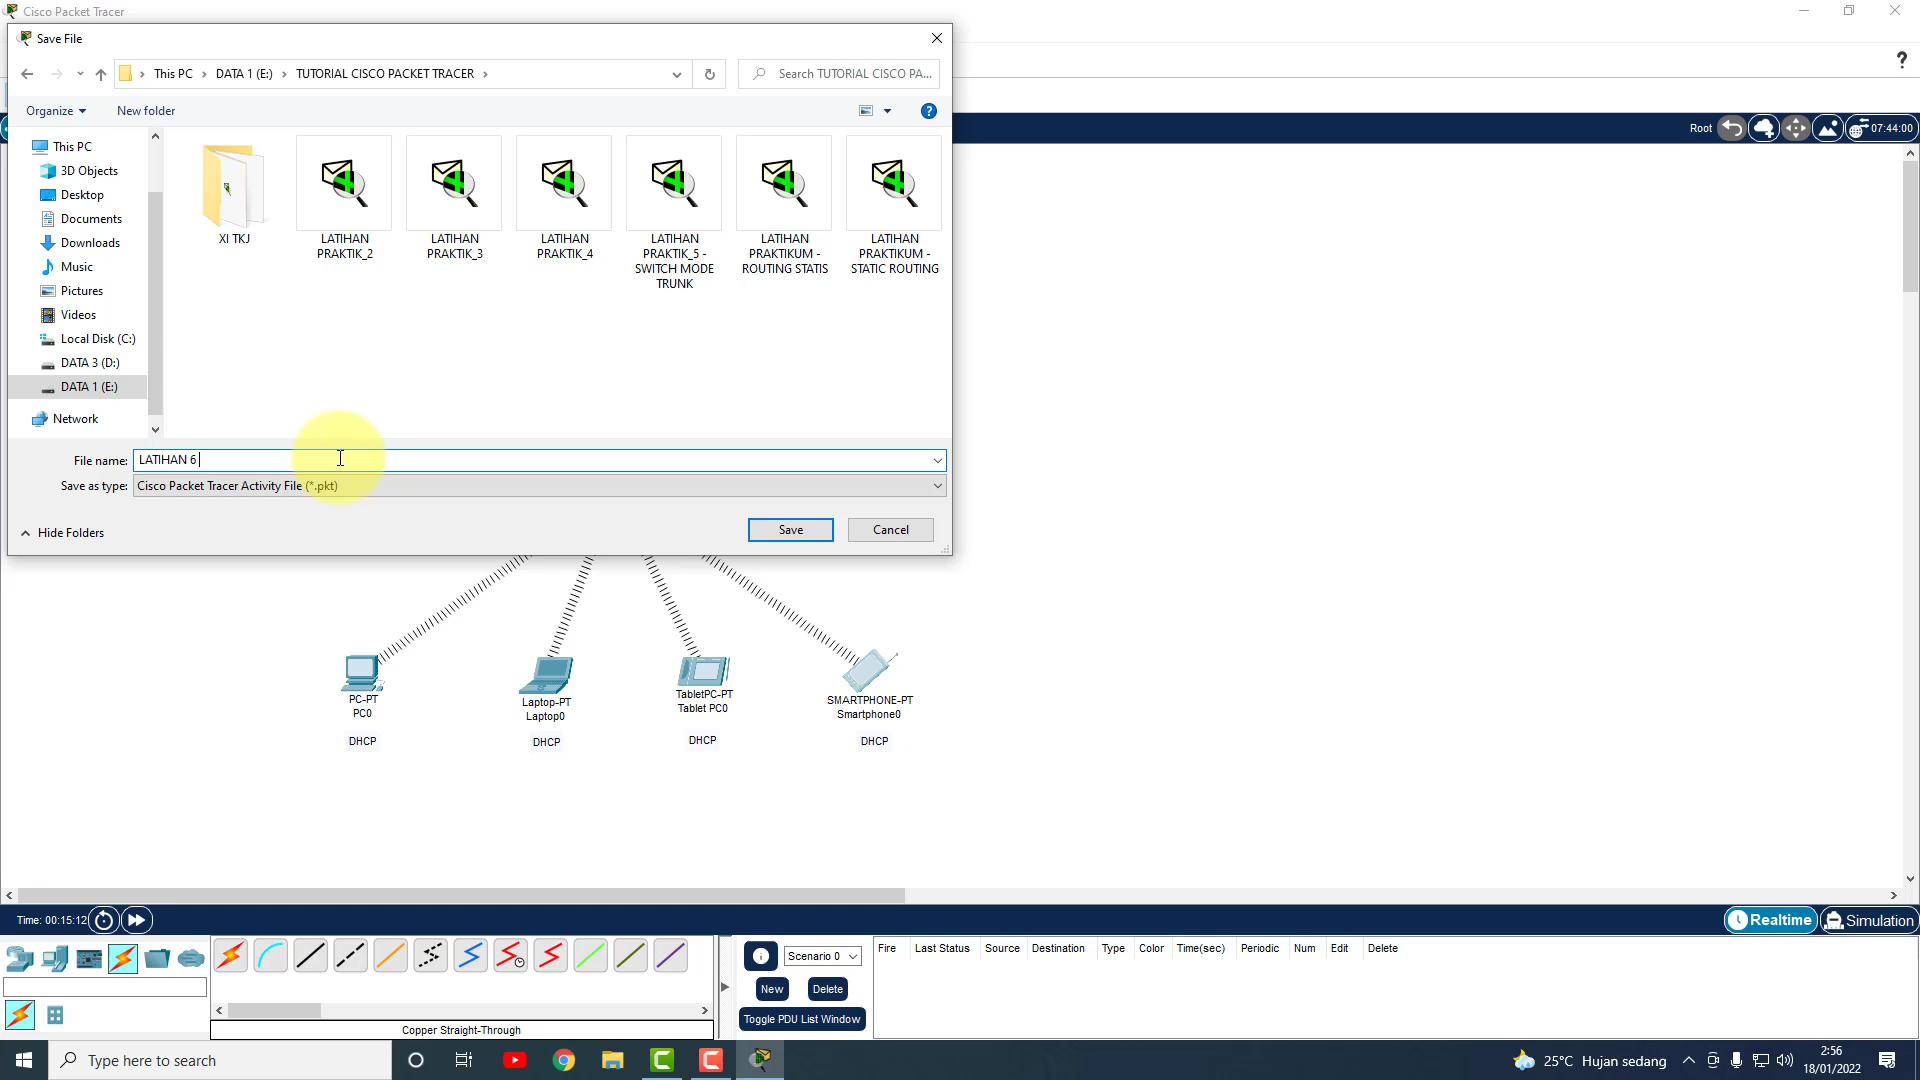 Cisco Packet Tracer
Save File
This PC
DATA 1 (E:)
TUTORIAL CISCO PACKET TRACER
Search TUTORIAL CISCO PA...
Organize
New folder
This PC
3D Objects
Desktop
Documents
Downloads
Music
Pictures
Videos
Local Disk (C:)
DATA 3 (D:)
DATA 1 (E:)
Network
XI TKJ
LATIHAN
PRAKTIK_2
LATIHAN
PRAKTIK_3
LATIHAN
PRAKTIK_4
LATIHAN
PRAKTIK_5 -
SWITCH MODE
TRUNK
LATIHAN
PRAKTIKUM -
ROUTING STATIS
LATIHAN
PRAKTIKUM -
STATIC ROUTING
File name: LATIHAN 6
Save as type: Cisco Packet Tracer Activity File (*.pkt)
Hide Folders
Save
Cancel
Root
07:44:00
PC-PT
PC0
DHCP
Laptop-PT
Laptop0
DHCP
TabletPC-PT
Tablet PC0
DHCP
SMARTPHONE-PT
Smartphone0
DHCP
Time: 00:15:12
Realtime
Simulation
Copper Straight-Through
Scenario 0
New
Delete
Toggle PDU List Window
Fire Last Status Source Destination Type Color Time(sec) Periodic Num Edit Delete
Type here to search
25°C Hujan sedang
2:56
18/01/2022